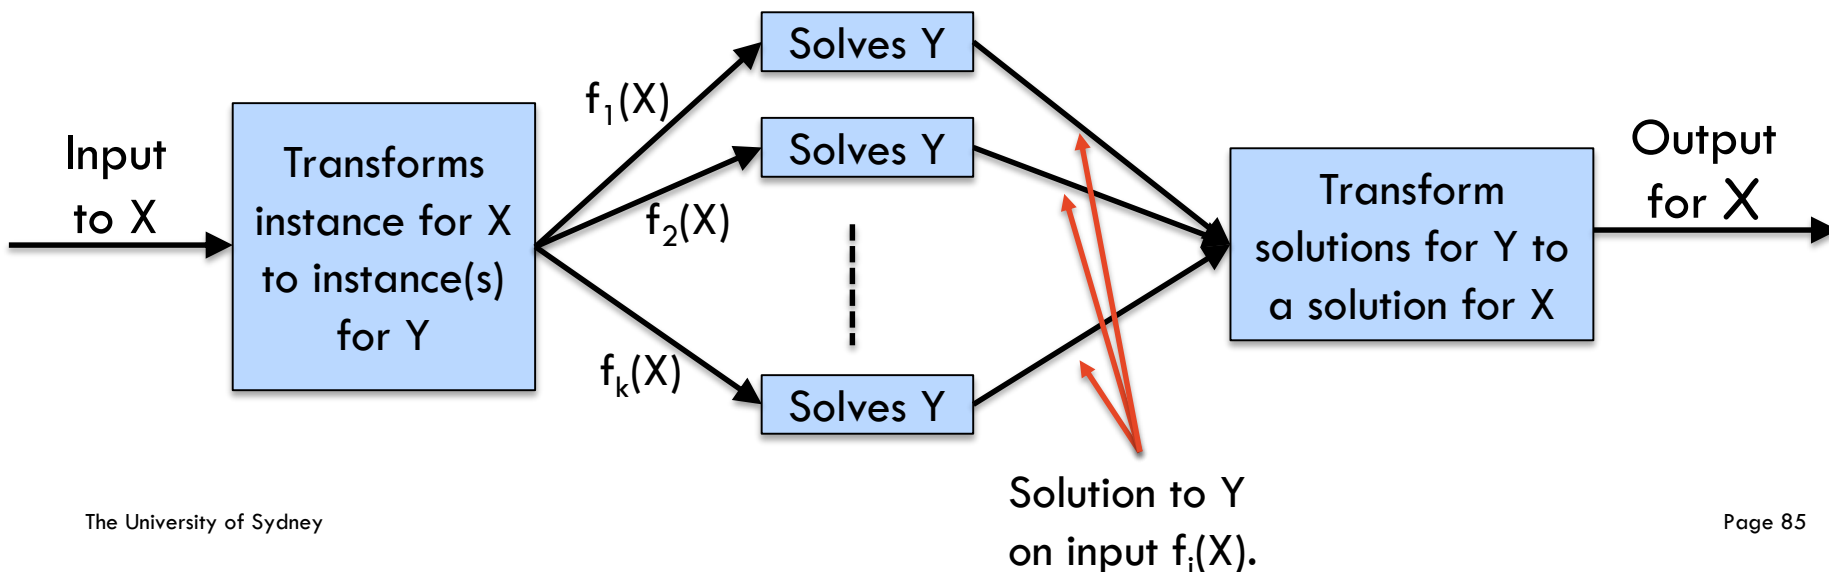 Input
to X
Transforms
instance for X
to instance(s)
for Y
f₁(X)
f₂(X)
fₖ(X)
Solves Y
Solves Y
Solves Y
Solution to Y
on input fᵢ(X).
Transform
solutions for Y to
a solution for X
Output
for X
The University of Sydney
Page 85